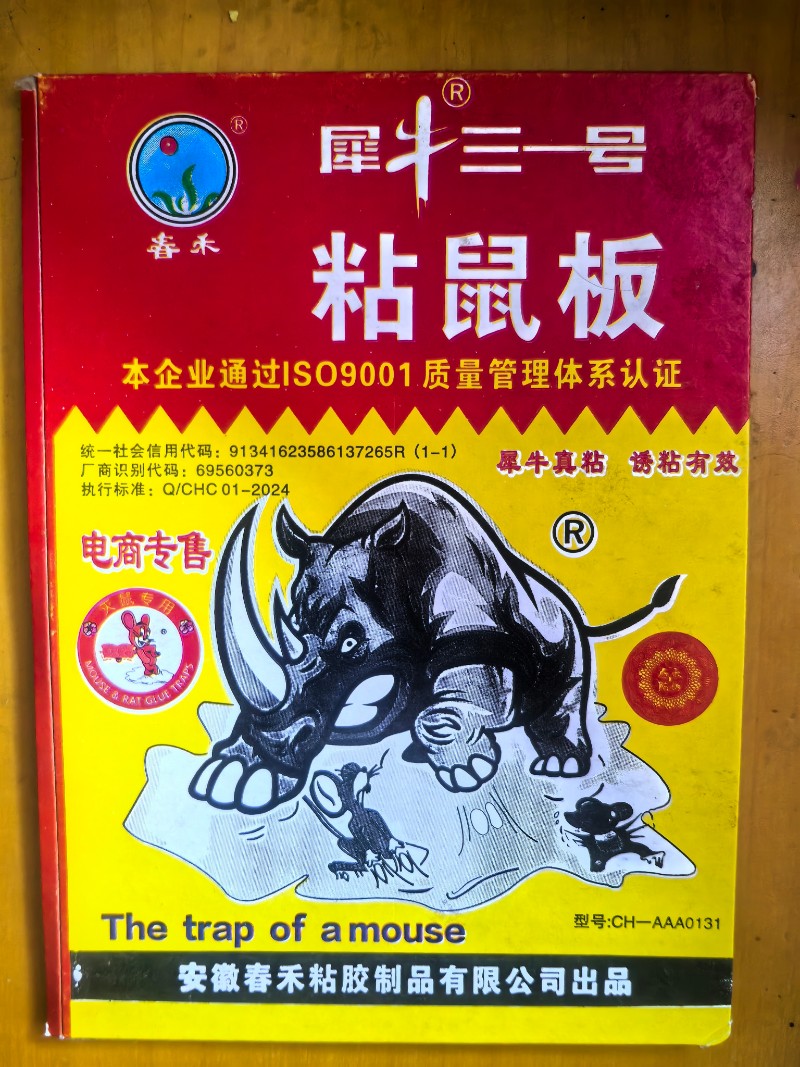 ®
犀牛三一号
®
春禾
粘鼠板
本企业通过ISO9001质量管理体系认证
统一社会信用代码：91341623586137265R（1-1）
厂商识别代码：69560373
执行标准：Q/CHC 01-2024
犀牛真粘 诱粘有效
电商专售
®
灭鼠专用
®
MOUSE & RAT GLUE TRAPS
The trap of a mouse
型号:CH—AAA0131
安徽春禾粘胶制品有限公司出品